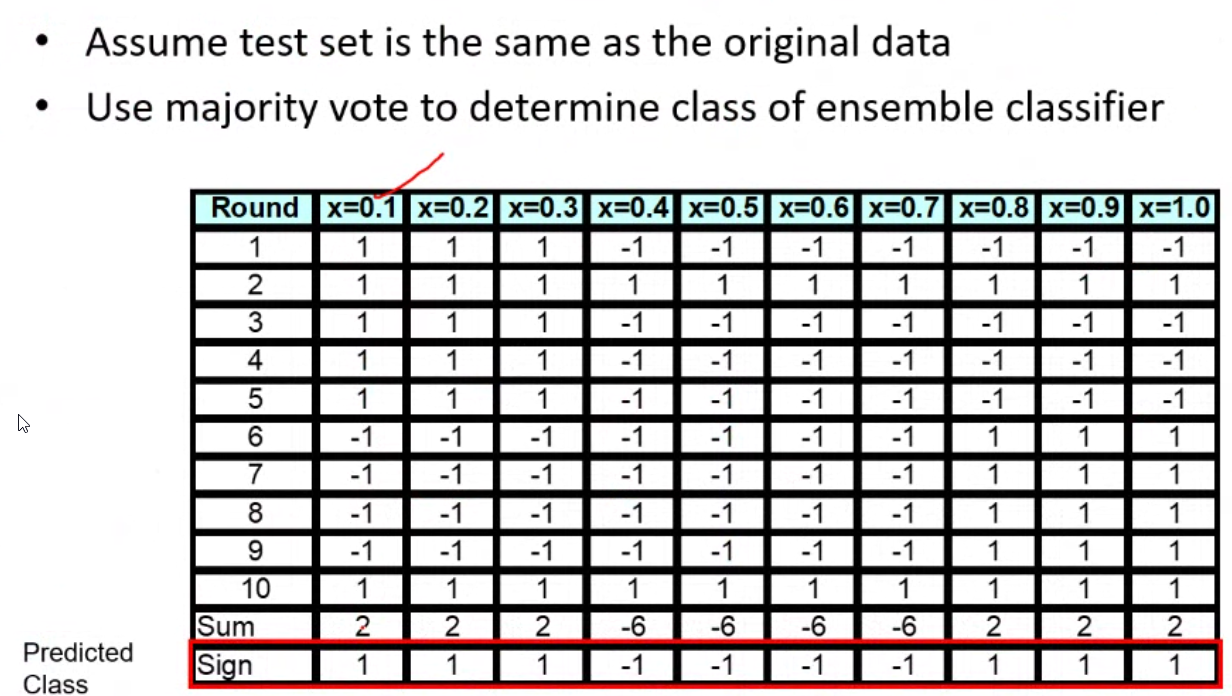 • Assume test set is the same as the original data
• Use majority vote to determine class of ensemble classifier
Round x=0.1 x=0.2 x=0.3 x=0.4 x=0.5 x=0.6 x=0.7 x=0.8 x=0.9 x=1.0
1 1 1 1 -1 -1 -1 -1 -1 -1 -1
2 1 1 1 1 1 1 1 1 1 1
3 1 1 1 -1 -1 -1 -1 -1 -1 -1
4 1 1 1 -1 -1 -1 -1 -1 -1 -1
5 1 1 1 -1 -1 -1 -1 -1 -1 -1
6 -1 -1 -1 -1 -1 -1 -1 1 1 1
7 -1 -1 -1 -1 -1 -1 -1 1 1 1
8 -1 -1 -1 -1 -1 -1 -1 1 1 1
9 -1 -1 -1 -1 -1 -1 -1 1 1 1
10 1 1 1 1 1 1 1 1 1 1
Sum 2 2 2 -6 -6 -6 -6 2 2 2
Sign 1 1 1 -1 -1 -1 -1 1 1 1
Predicted
Class